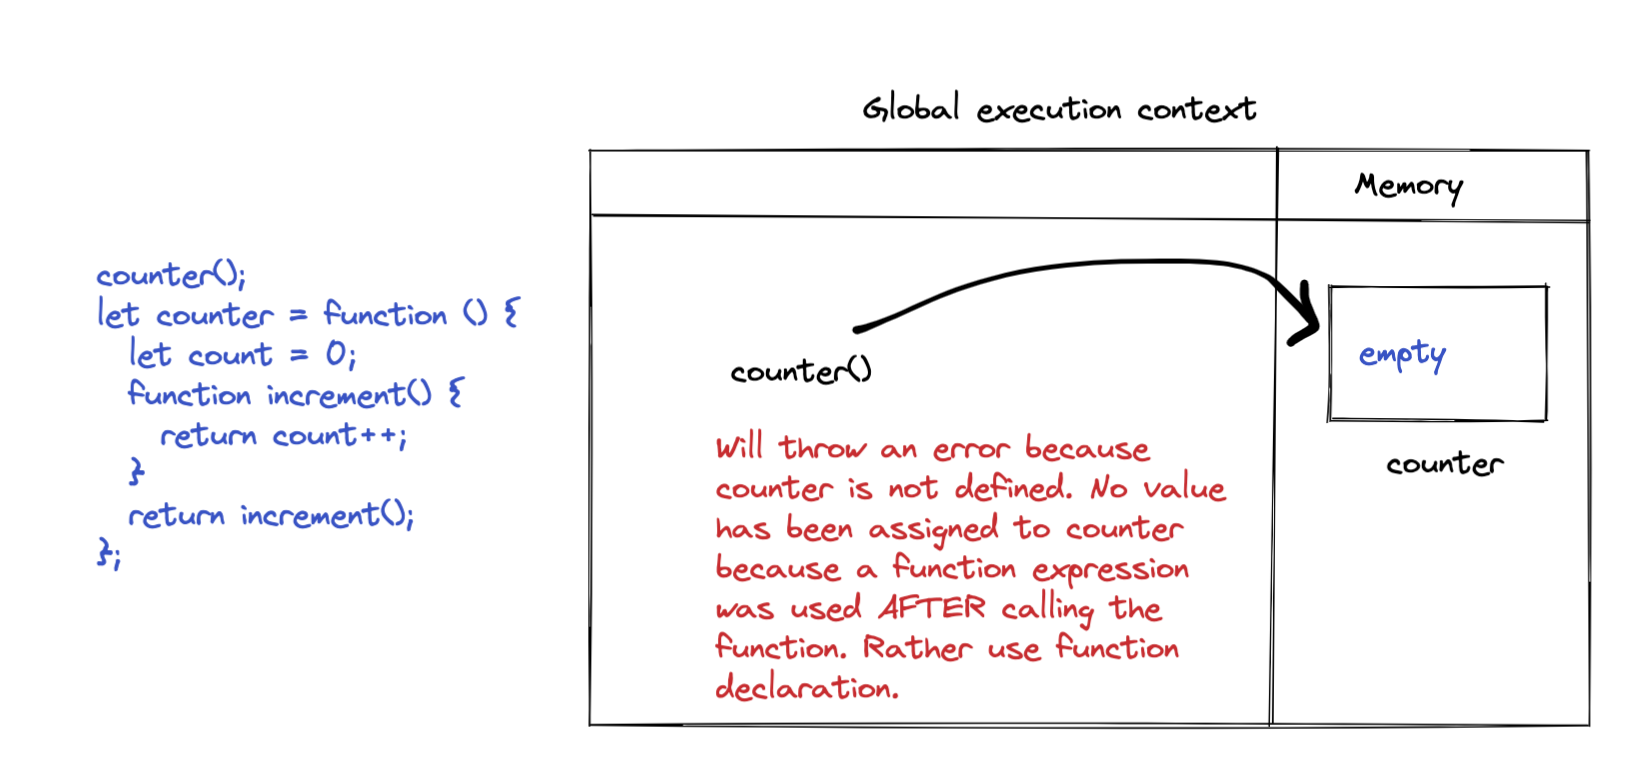 Global execution context
Memory
counter();
let counter = function () {
let count = 0;
function increment() {
return count++;
}
return increment();
};
counter()
Will throw an error because
counter is not defined. No value
has been assigned to counter
because a function expression
was used AFTER calling the
function. Rather use function
declaration.
empty
counter